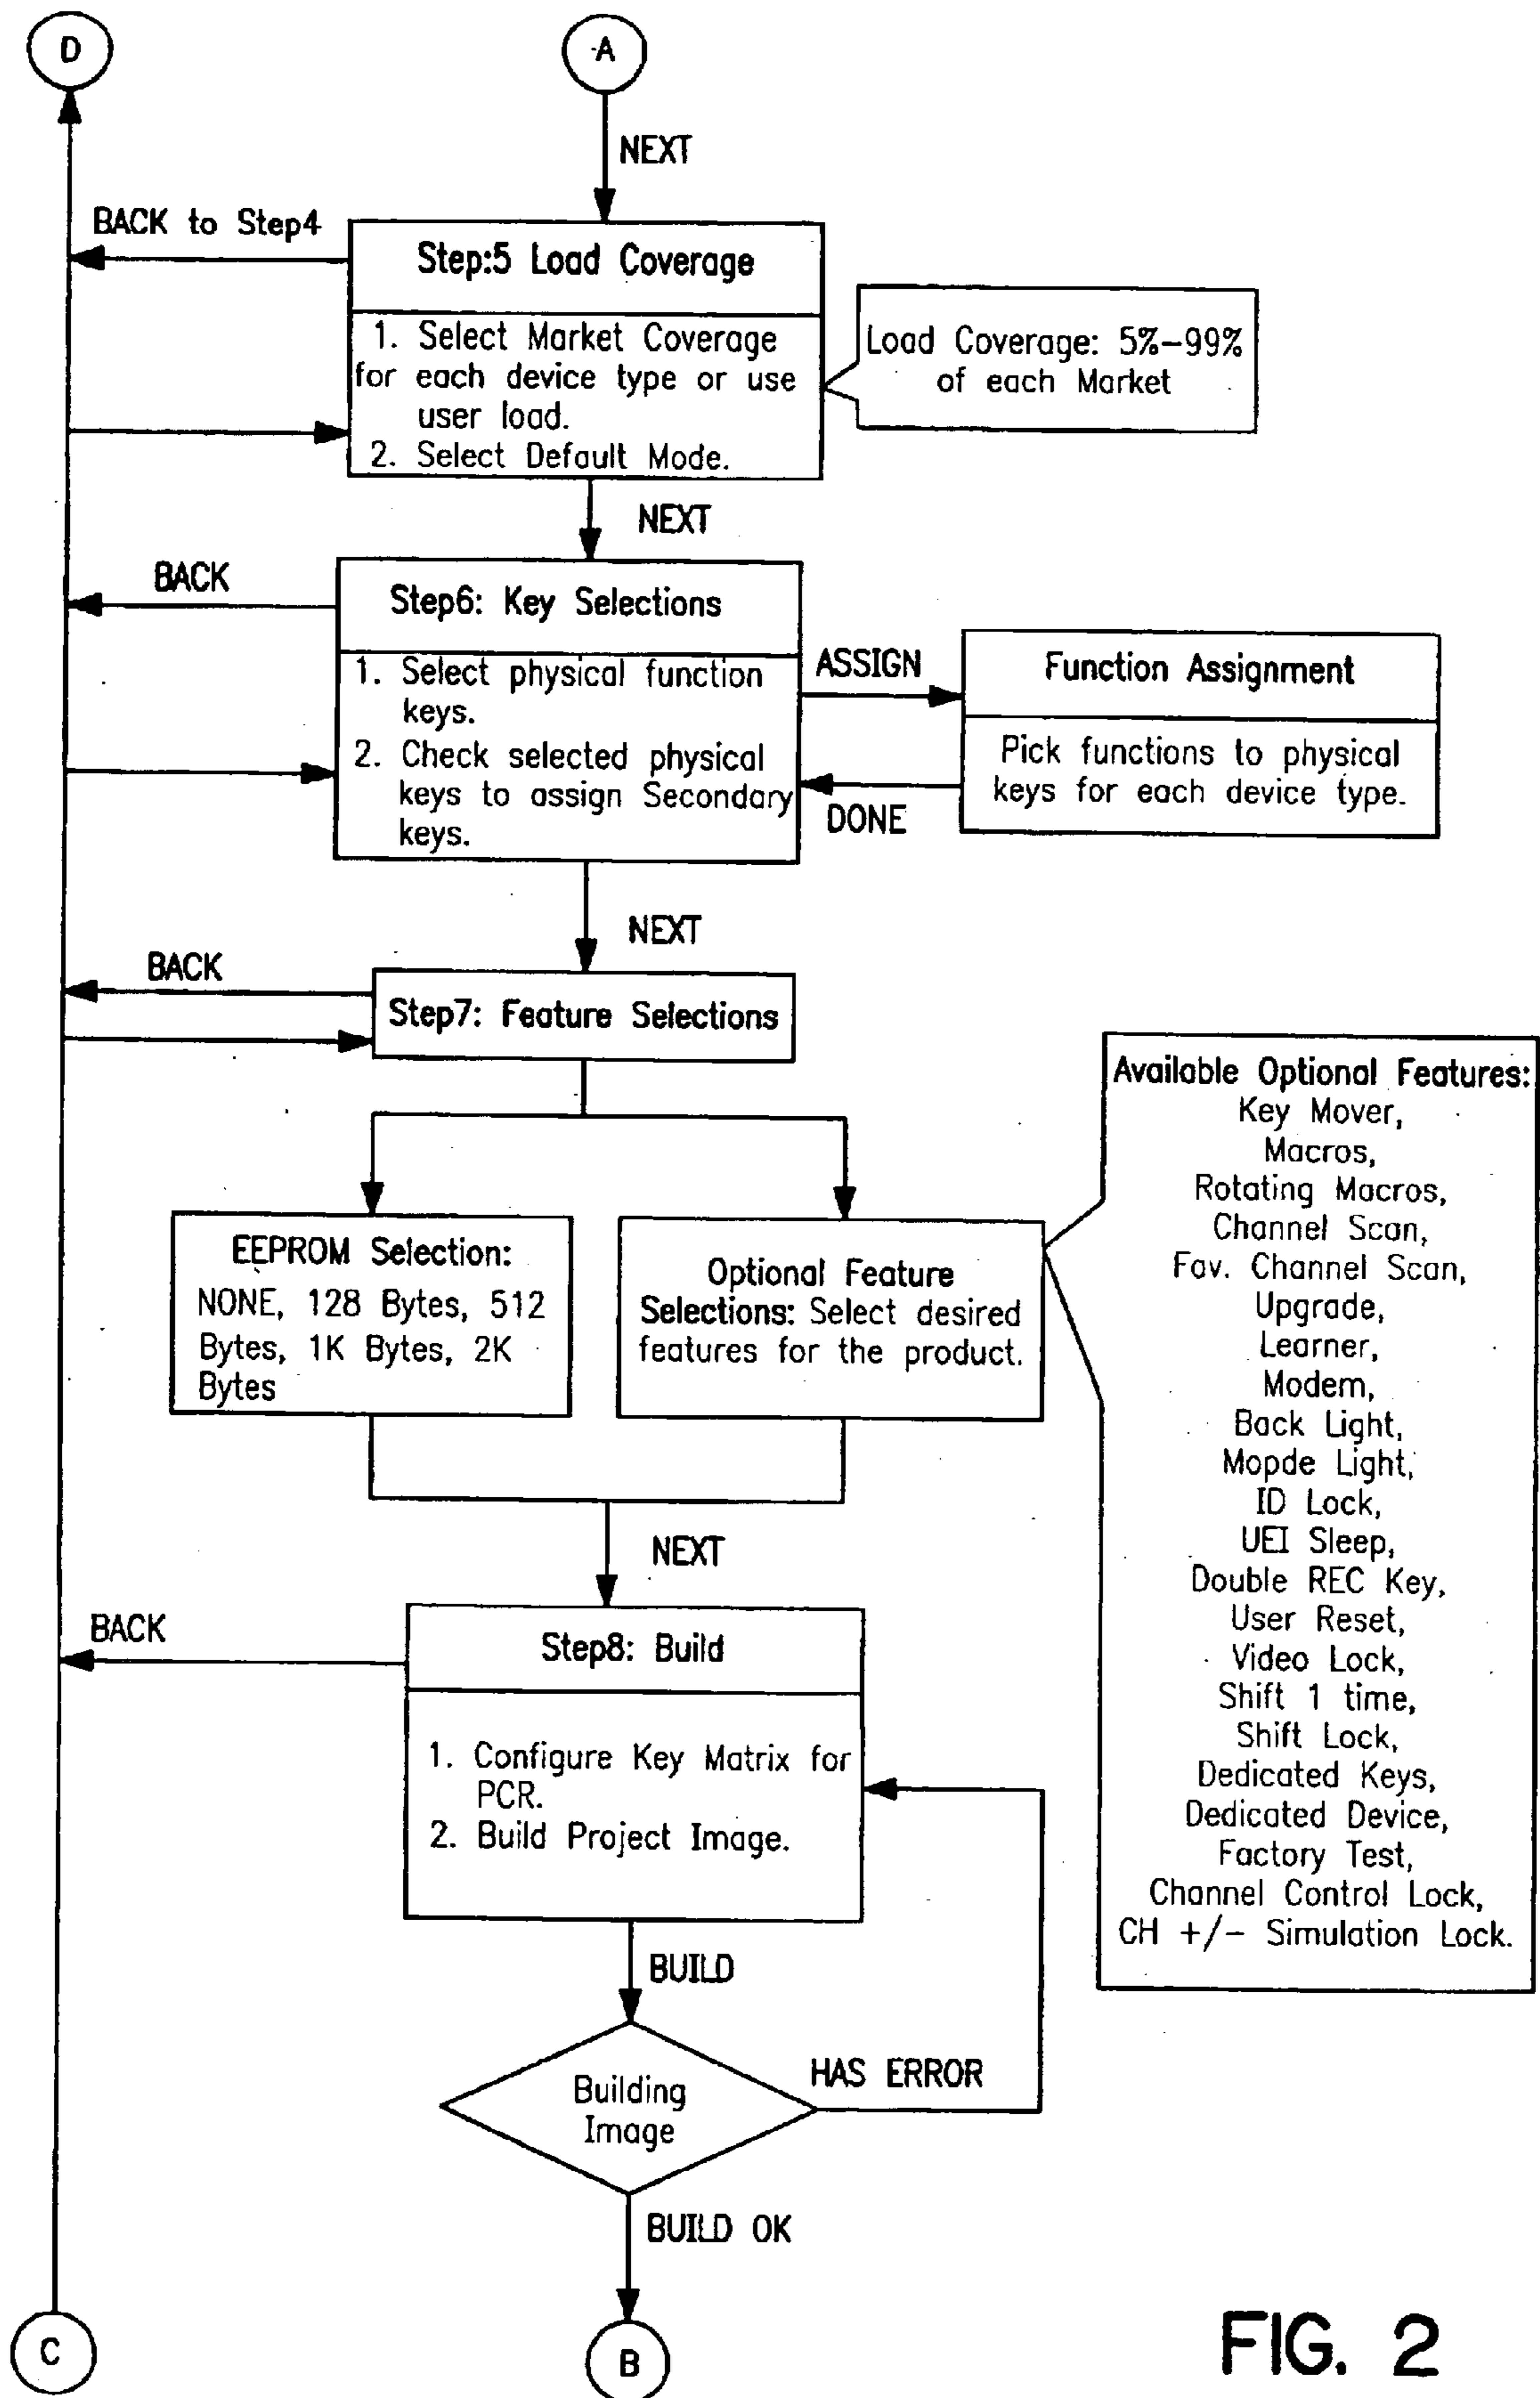 D
A
NEXT
BACK to Step4
Step:5 Load Coverage
1. Select Market Coverage
for each device type or use
user load.
2. Select Default Mode.
Load Coverage: 5%-99%
of each Market
NEXT
BACK
Step6: Key Selections
1. Select physical function
keys.
2. Check selected physical
keys to assign Secondary
keys.
ASSIGN
DONE
Function Assignment
Pick functions to physical
keys for each device type.
NEXT
BACK
Step7: Feature Selections
EEPROM Selection:
NONE, 128 Bytes, 512
Bytes, 1K Bytes, 2K
Bytes
Optional Feature
Selections: Select desired
features for the product.
Available Optional Features:
Key Mover,
Macros,
Rotating Macros,
Channel Scan,
Fav. Channel Scan,
Upgrade,
Learner,
Modem,
Back Light,
Mopde Light,
ID Lock,
UEI Sleep,
Double REC Key,
User Reset,
Video Lock,
Shift 1 time,
Shift Lock,
Dedicated Keys,
Dedicated Device,
Factory Test,
Channel Control Lock,
CH +/- Simulation Lock.
NEXT
BACK
Step8: Build
1. Configure Key Matrix for
PCR.
2. Build Project Image.
BUILD
Building
Image
HAS ERROR
BUILD OK
C
B
FIG. 2